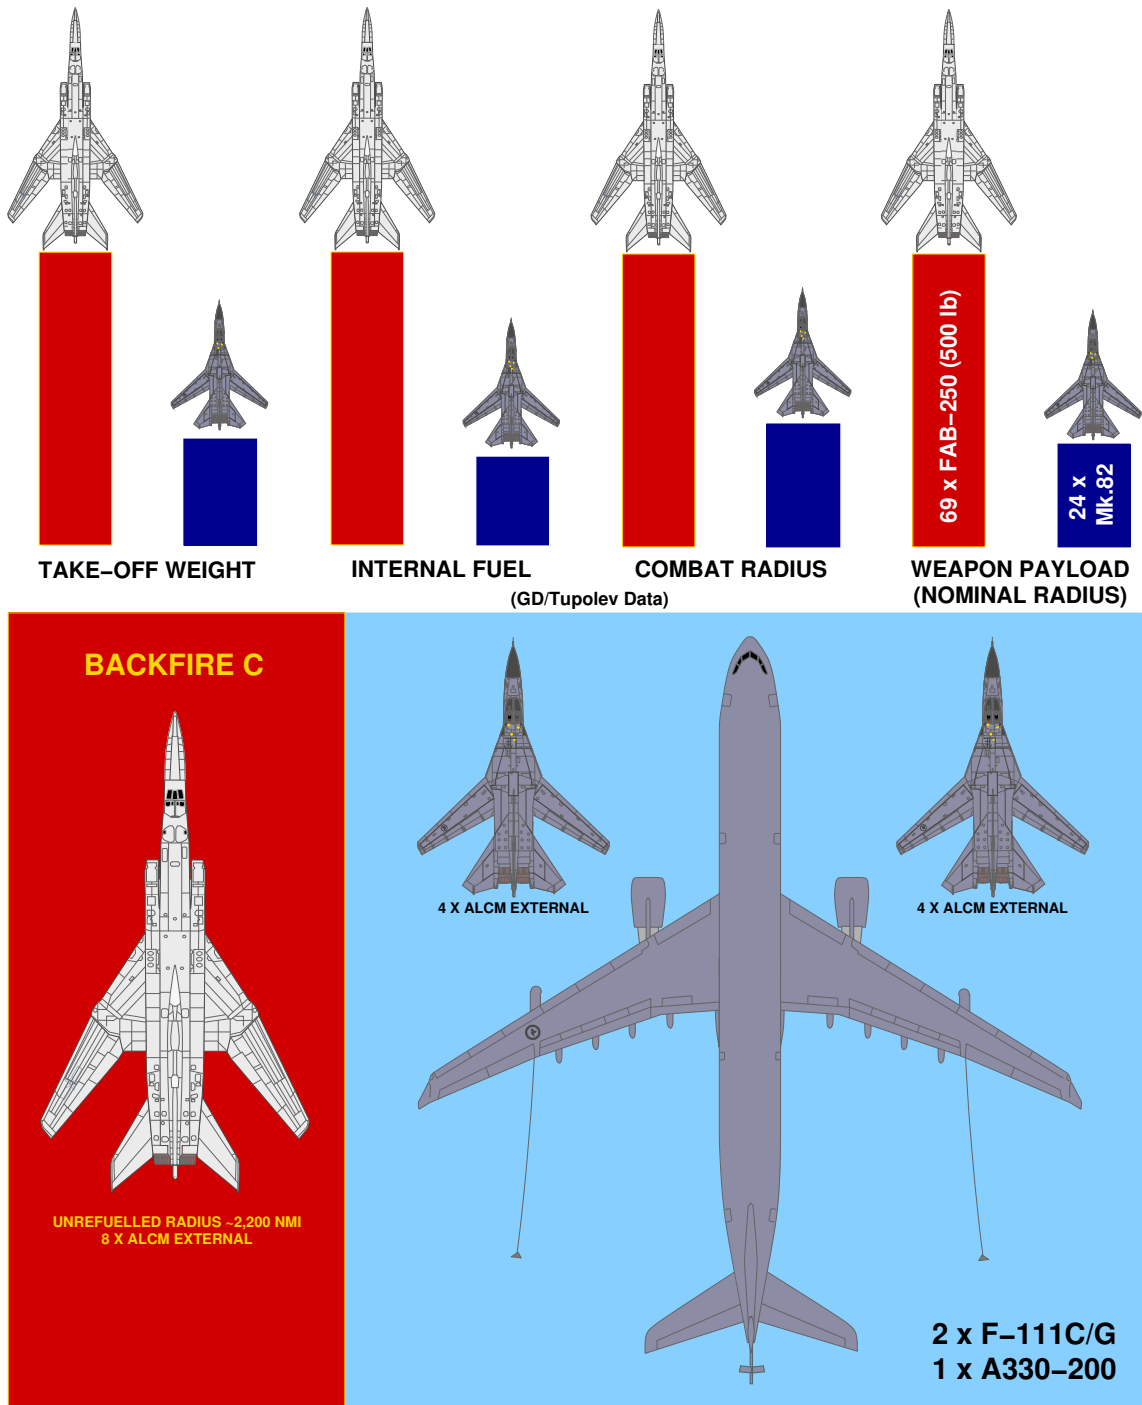 69 x FAB−250 (500 lb)
24 x
Mk.82
TAKE−OFF WEIGHT
INTERNAL FUEL
COMBAT RADIUS
WEAPON PAYLOAD
(NOMINAL RADIUS)
(GD/Tupolev Data)
BACKFIRE C
4 X ALCM EXTERNAL
4 X ALCM EXTERNAL
UNREFUELLED RADIUS ~2,200 NMI
8 X ALCM EXTERNAL
2 x F−111C/G
1 x A330−200